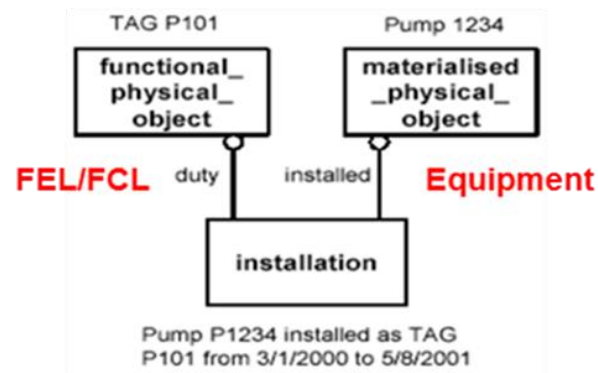 TAG P101
Pump 1234
functional_
physical_
object
materialised
_physical_
object
FEL/FCL
duty
installed
Equipment
installation
Pump P1234 installed as TAG
P101 from 3/1/2000 to 5/8/2001